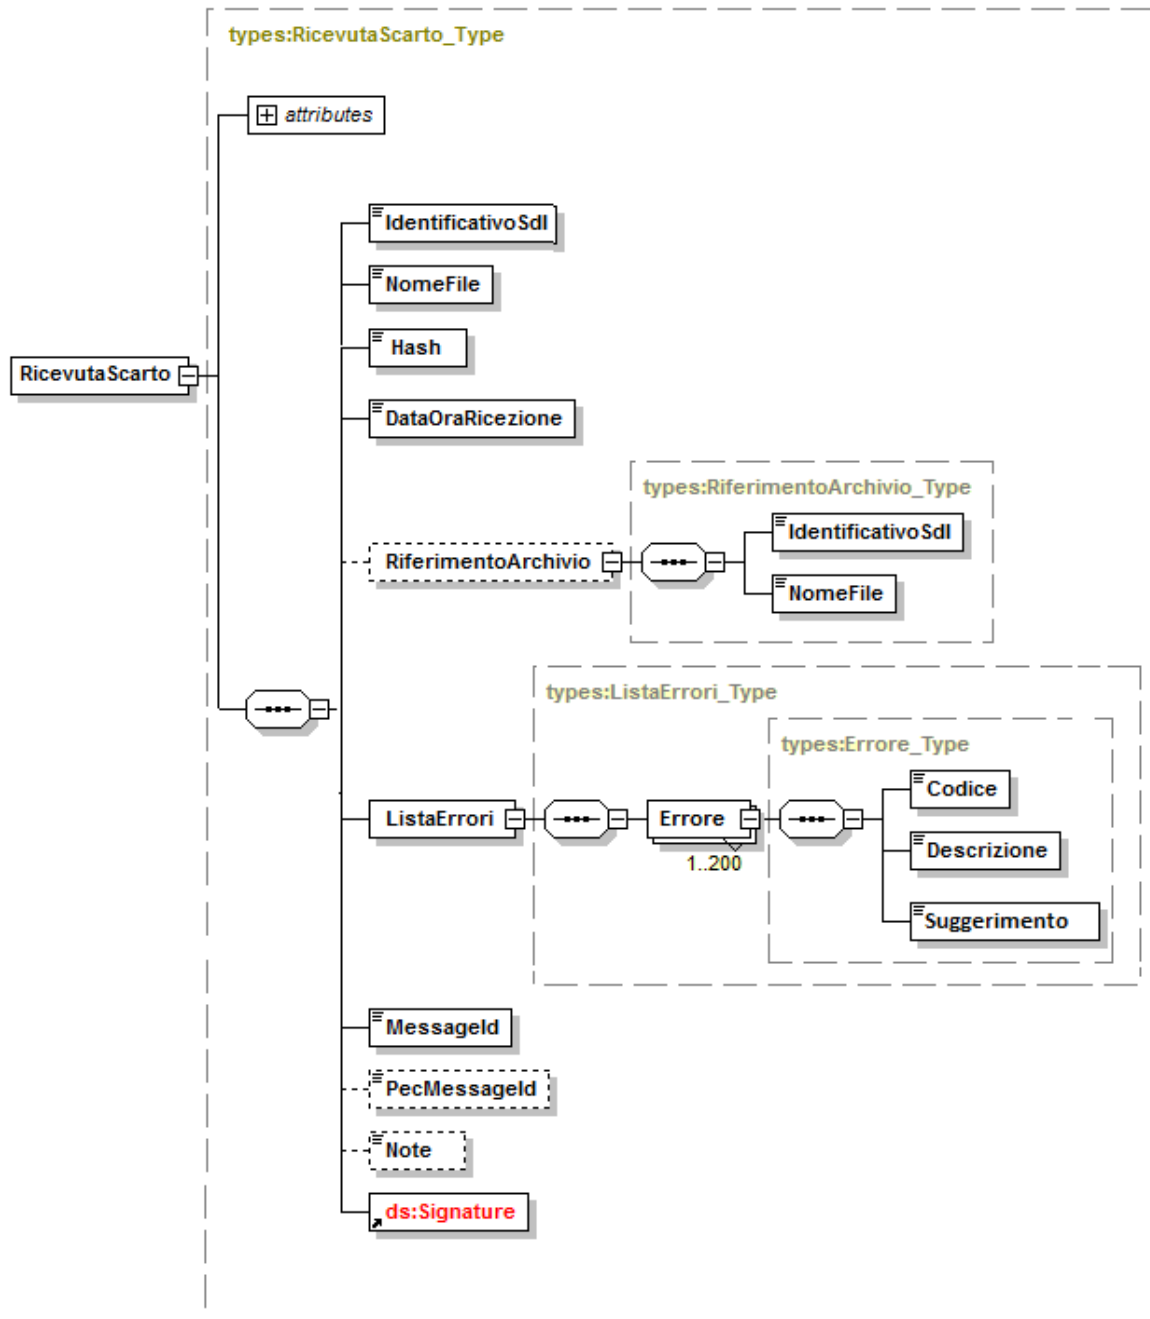 types:RicevutaScarto_Type
attributes
IdentificativoSdI
NomeFile
Hash
RicevutaScarto
DataOraRicezione
types:RiferimentoArchivio_Type
IdentificativoSdI
RiferimentoArchivio
NomeFile
types:ListaErrori_Type
types:Errore_Type
Codice
ListaErrori
Errore
1..200
Descrizione
Suggerimento
MessageId
PecMessageId
Note
ds:Signature